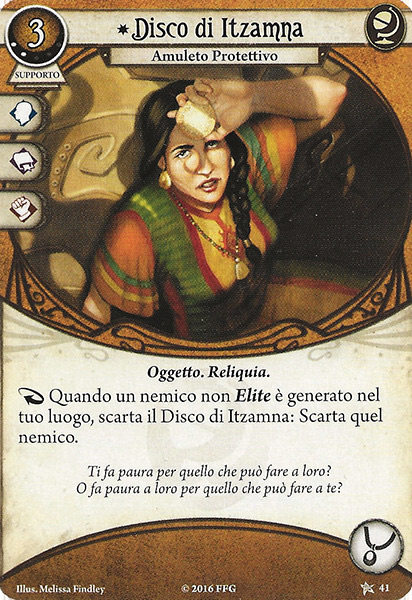 3
Disco di Itzamna
SUPPORTO
Amuleto Protettivo
Oggetto. Reliquia.
Quando un nemico non Elite è generato nel
tuo luogo, scarta il Disco di Itzamna: Scarta quel
nemico.
Ti fa paura per quello che può fare a loro?
O fa paura a loro per quello che può fare a te?
Illus. Melissa Findley
© 2016 FFG
41